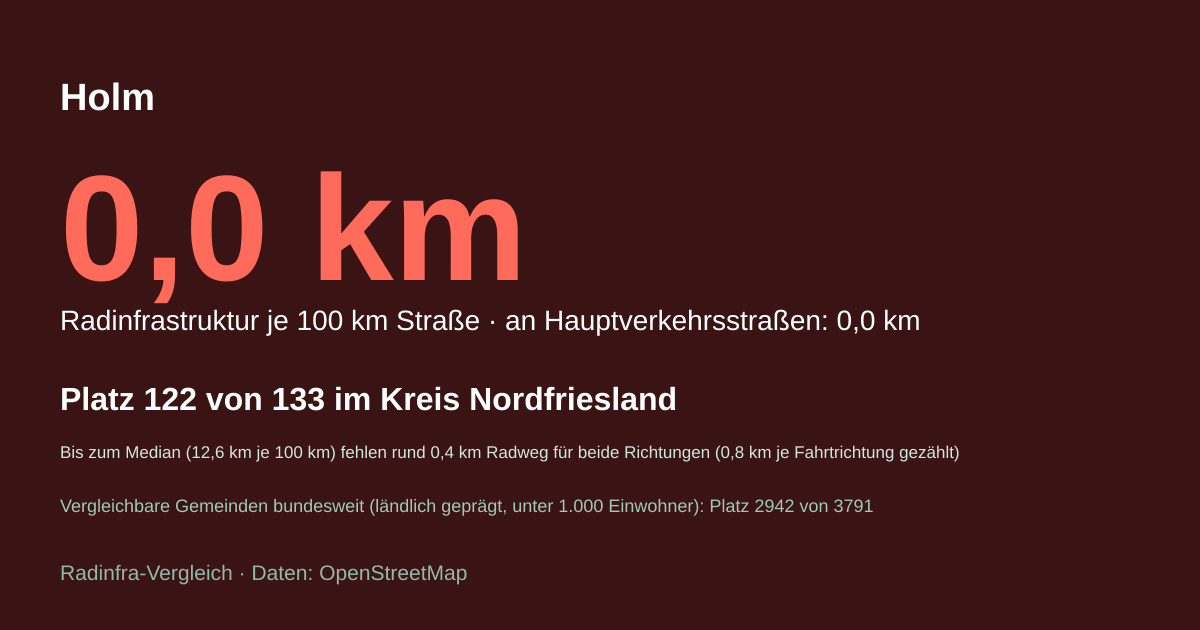 Holm
0,0 km
Radinfrastruktur je 100 km Straße · an Hauptverkehrsstraßen: 0,0 km
Platz 122 von 133 im Kreis Nordfriesland
Bis zum Median (12,6 km je 100 km) fehlen rund 0,4 km Radweg für beide Richtungen (0,8 km je Fahrtrichtung gezählt)
Vergleichbare Gemeinden bundesweit (ländlich geprägt, unter 1.000 Einwohner): Platz 2942 von 3791
Radinfra-Vergleich · Daten: OpenStreetMap